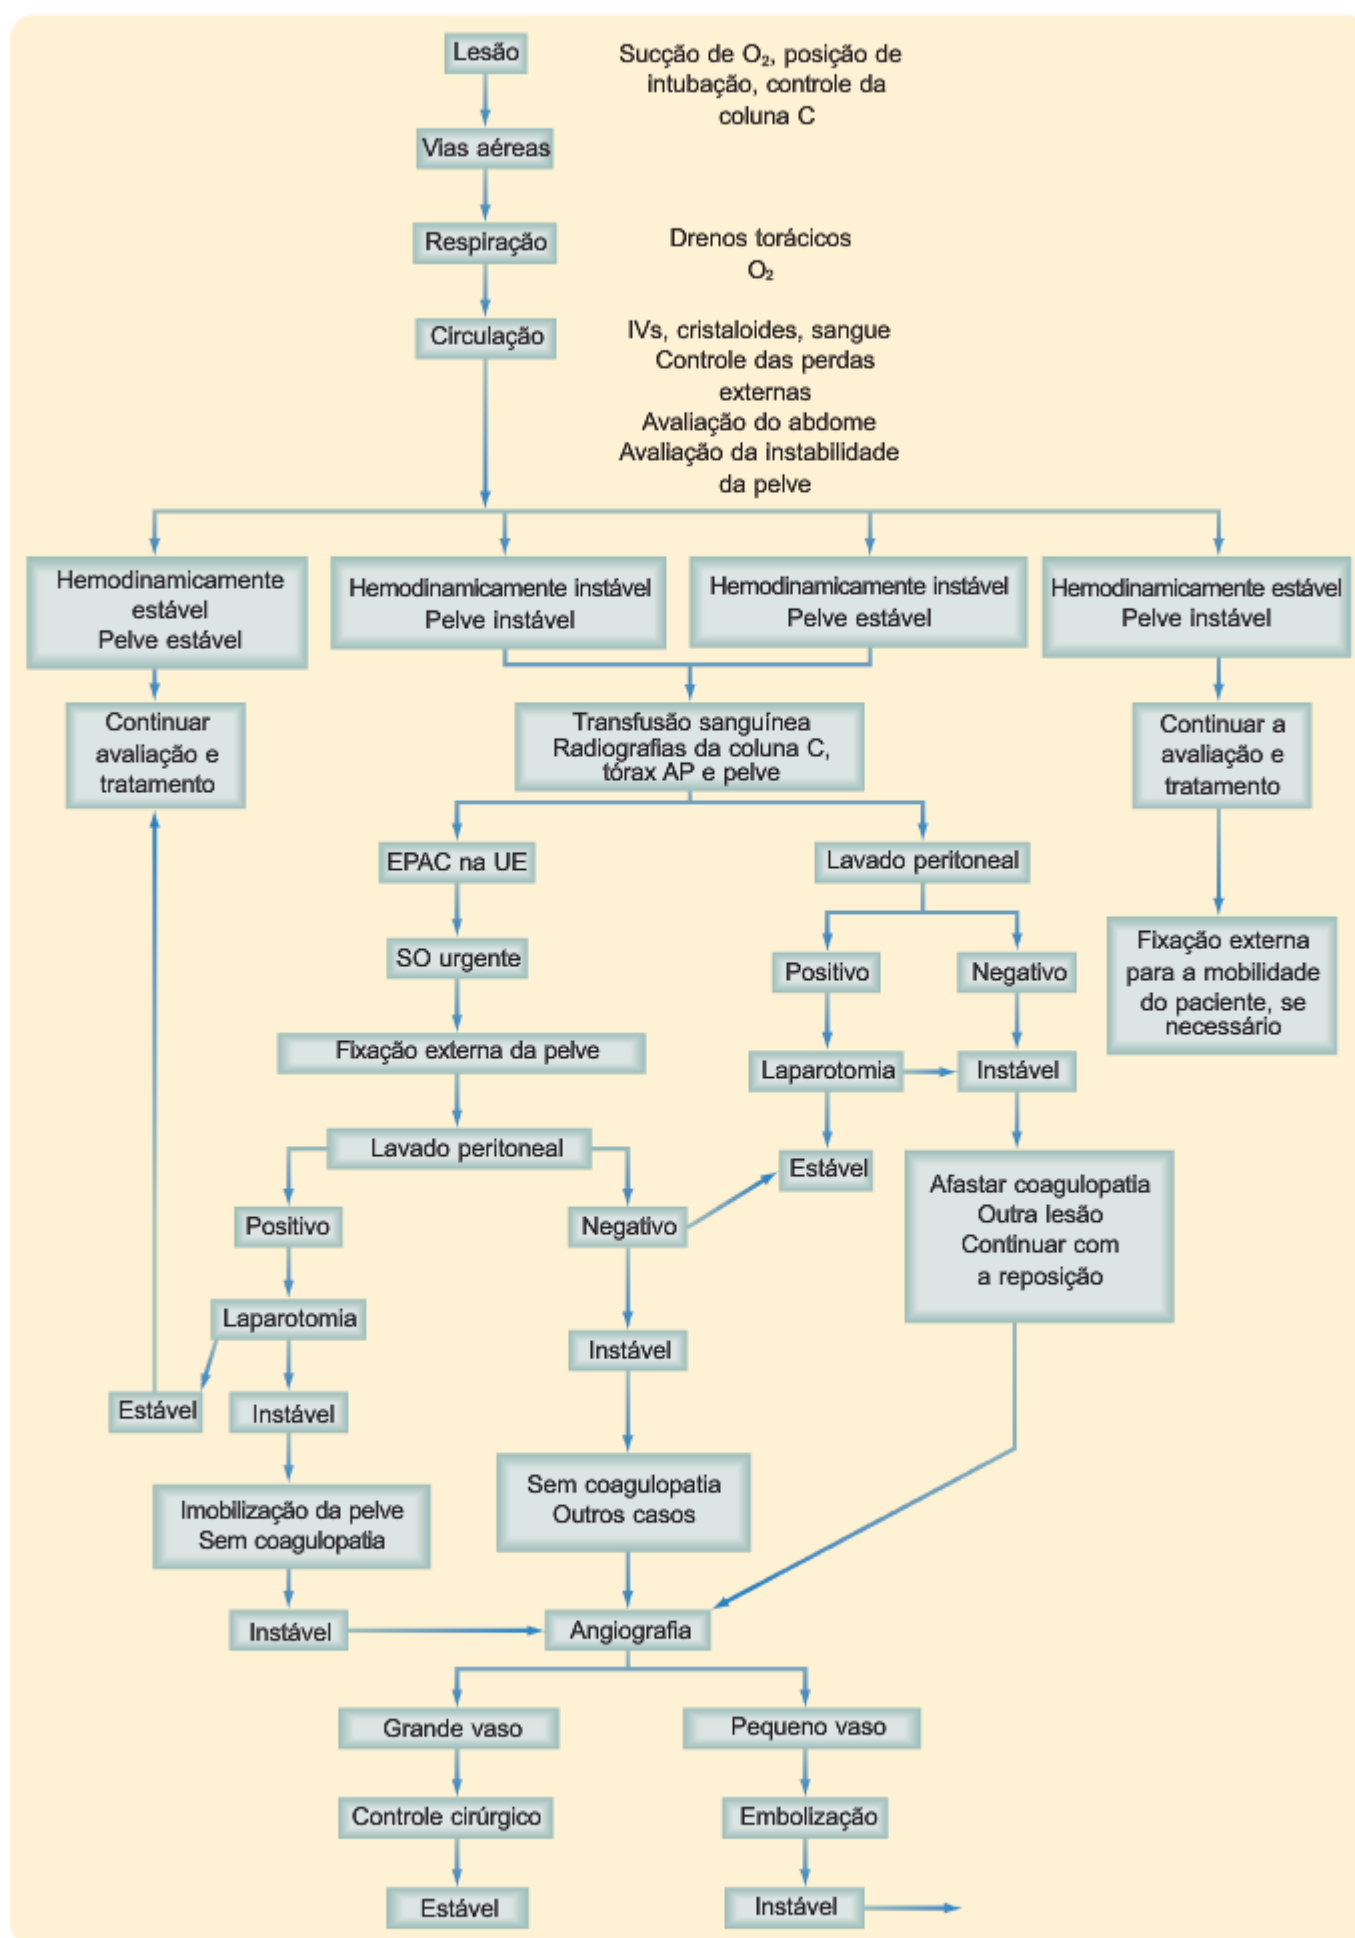 Lesão
Sucção de O₂, posição de
intubação, controle da
coluna C
Vias aéreas
Respiração
Drenos torácicos
O₂
Circulação
IVs, cristaloides, sangue
Controle das perdas
externas
Avaliação do abdome
Avaliação da instabilidade
da pelve
Hemodinamicamente
estável
Pelve estável
Hemodinamicamente instável
Pelve instável
Hemodinamicamente instável
Pelve estável
Hemodinamicamente estável
Pelve instável
Continuar
avaliação e
tratamento
Transfusão sanguínea
Radiografias da coluna C,
tórax AP e pelve
Continuar a
avaliação e
tratamento
EPAC na UE
Lavado peritoneal
SO urgente
Positivo
Negativo
Fixação externa
para a mobilidade
do paciente, se
necessário
Fixação externa da pelve
Laparotomia
Instável
Lavado peritoneal
Estável
Afastar coagulopatia
Outra lesão
Continuar com
a reposição
Positivo
Negativo
Laparotomia
Instável
Estável
Instável
Sem coagulopatia
Outros casos
Imobilização da pelve
Sem coagulopatia
Instável
Angiografia
Grande vaso
Pequeno vaso
Controle cirúrgico
Embolização
Estável
Instável